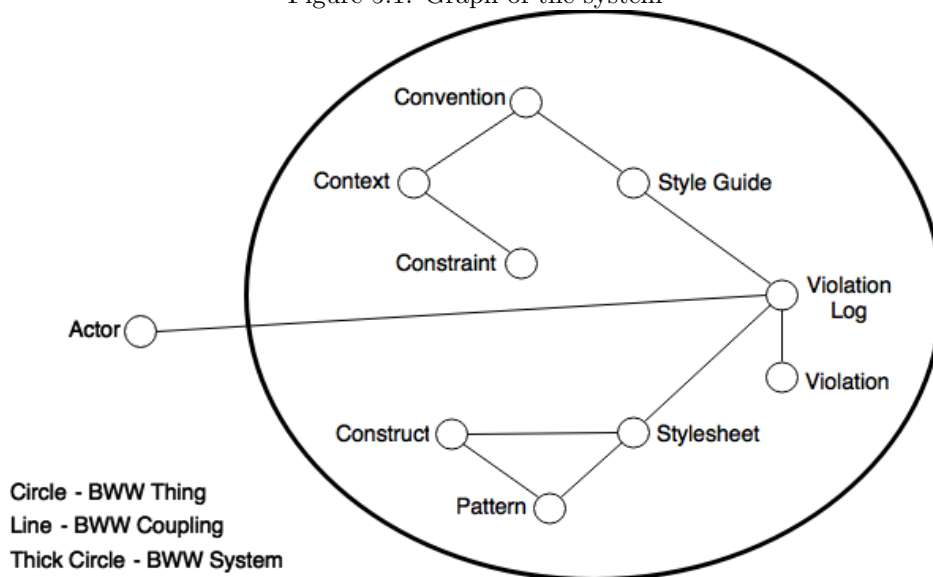 Figure 3.1: Graph of the system
Convention
Context
Style Guide
Constraint
Violation
Log
Actor
Violation
Construct
Stylesheet
Pattern
Circle - BWW Thing
Line - BWW Coupling
Thick Circle - BWW System